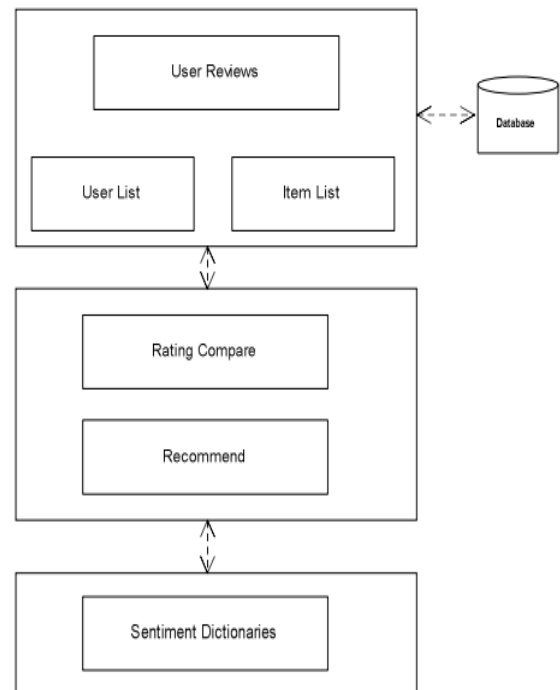 User Reviews
Database
User List
Item List
Rating Compare
Recommend
Sentiment Dictionaries